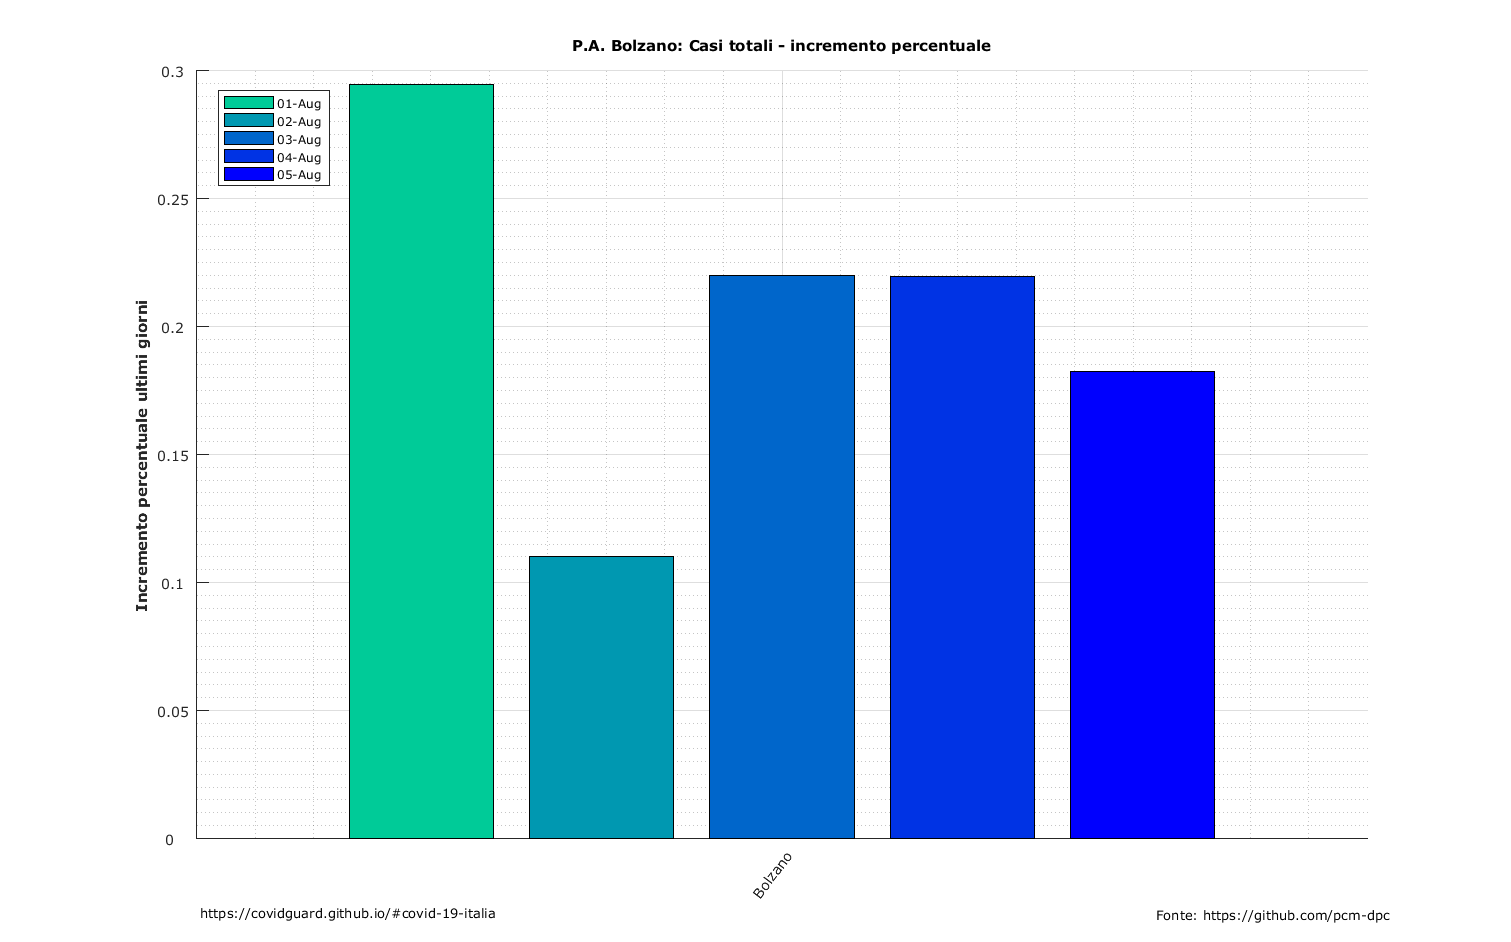 P.A. Bolzano: Casi totali - incremento percentuale
0.3
0.25
0.2
0.15
0.1
0.05
0
Incremento percentuale ultimi giorni
01-Aug
02-Aug
03-Aug
04-Aug
05-Aug
Bolzano
https://covidguard.github.io/#covid-19-italia
Fonte: https://github.com/pcm-dpc